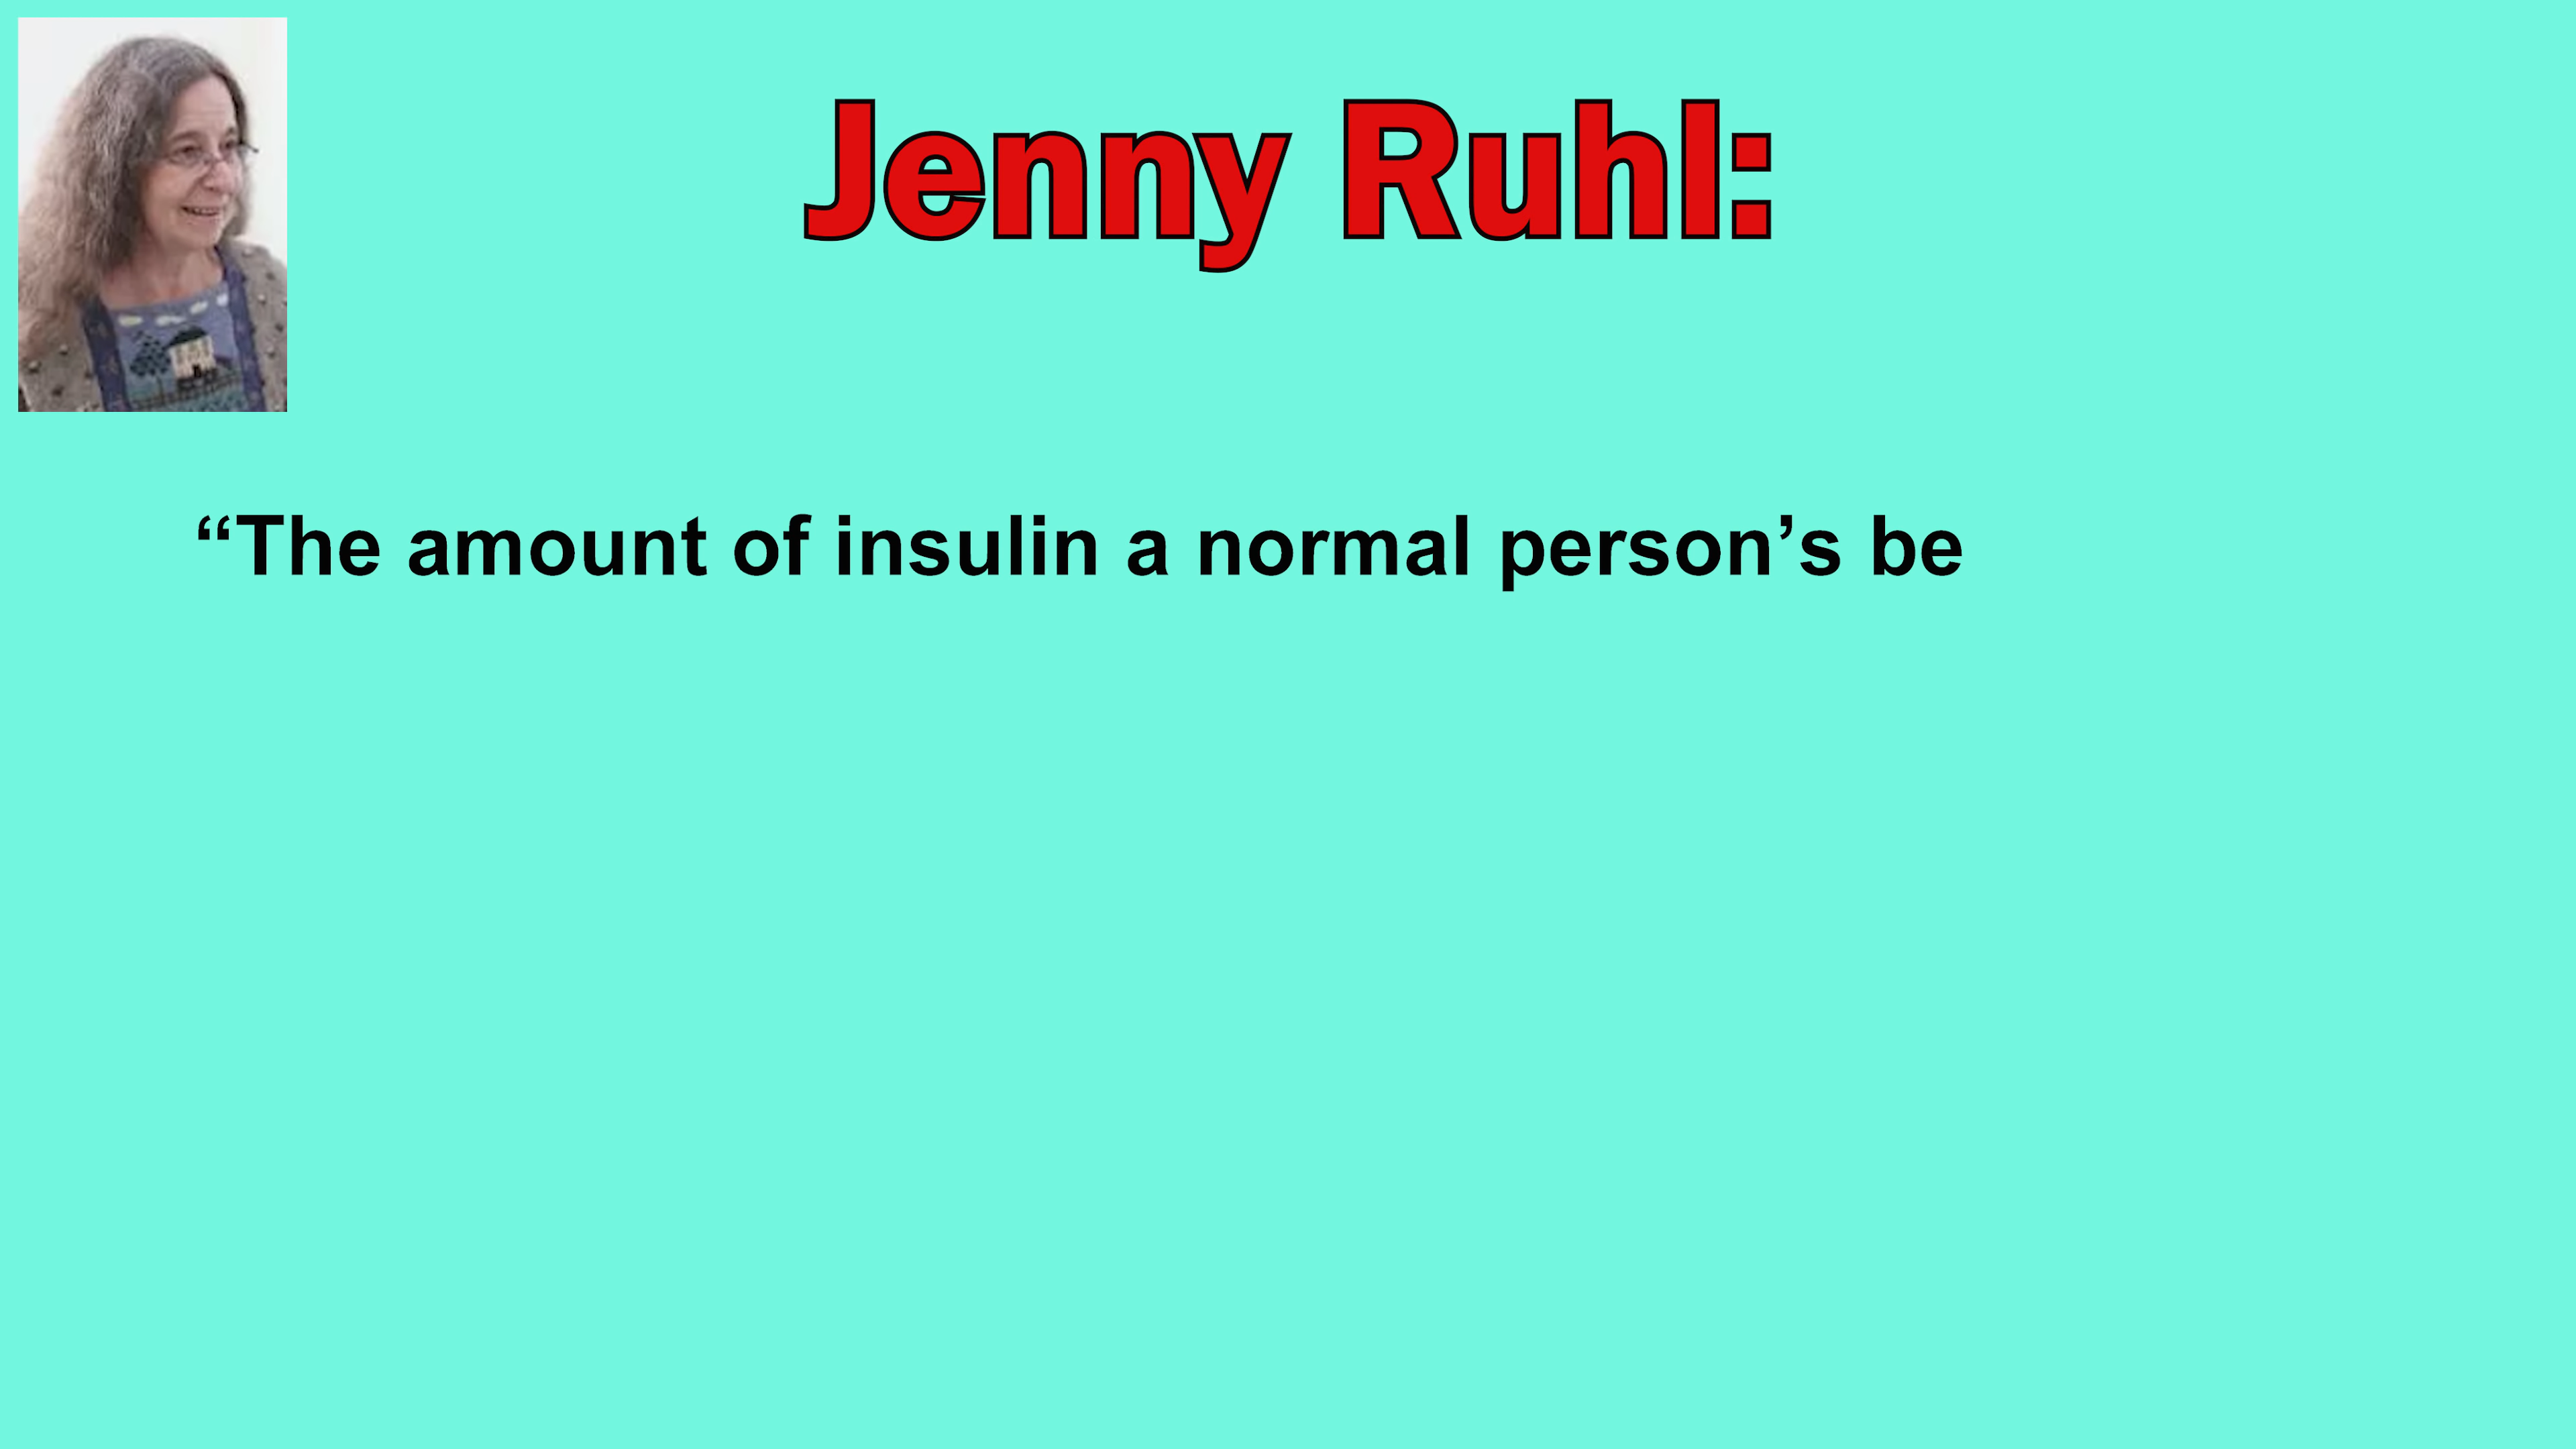 Jenny Ruhl:
“The amount of insulin a normal person’s be